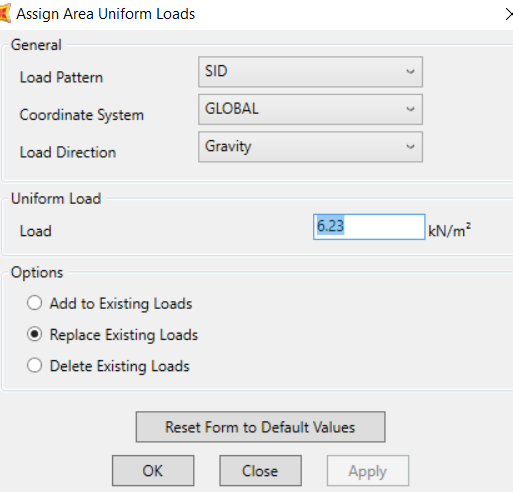 Assign Area Uniform Loads
General
Load Pattern SID
Coordinate System GLOBAL
Load Direction Gravity
Uniform Load
Load 6.23 kN/m²
Options
Add to Existing Loads
Replace Existing Loads
Delete Existing Loads
Reset Form to Default Values
OK Close Apply